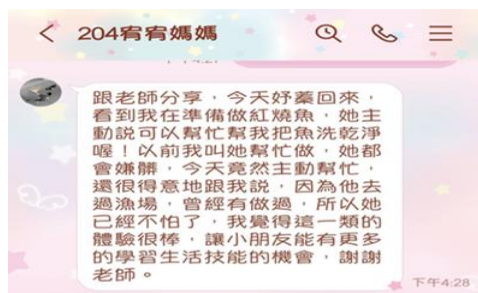 204宥宥媽媽
跟老師分享，今天妤蓁回來，
看到我在準備做紅燒魚，她主
動說可以幫忙幫我把魚洗乾淨
喔！以前我叫她幫忙做，她都
會嫌髒，今天竟然主動幫忙，
還很得意地跟我說，因為他去
過漁場，曾經有做過，所以她
已經不怕了，我覺得這一類的
體驗很棒，讓小朋友能有更多
的學習生活技能的機會，謝謝
老師。
下午4:28